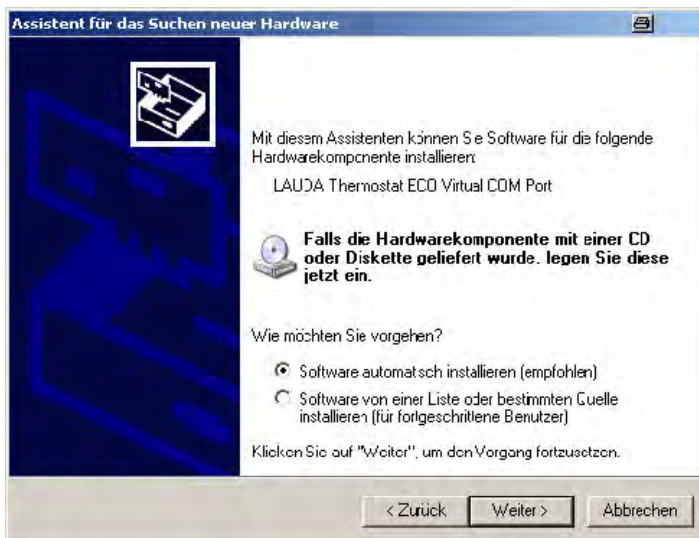 Assistent für das Suchen neuer Hardware
Mit diesem Assistenten können Sie Software für die folgende
Hardwarekomponente installieren:
LAUDA Thermostat ECO Virtual COM Port
Falls die Hardwarekomponente mit einer CD
oder Diskette geliefert wurde, legen Sie diese
jetzt ein.
Wie möchten Sie vorgehen?
Software automatisch installieren (empfohlen)
Software von einer Liste oder bestimmten Quelle
installieren (für fortgeschrittene Benutzer)
Klicken Sie auf "Weiter", um den Vorgang fortzusetzen.
< Zurück Weiter > Abbrechen